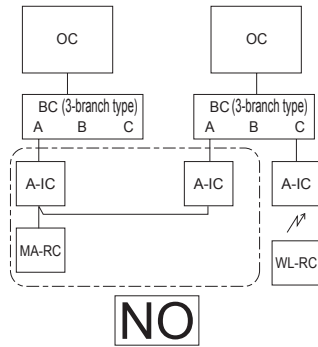 OC OC
BC (3-branch type) BC (3-branch type)
A B C A B C
A-IC A-IC A-IC
MA-RC WL-RC
NO